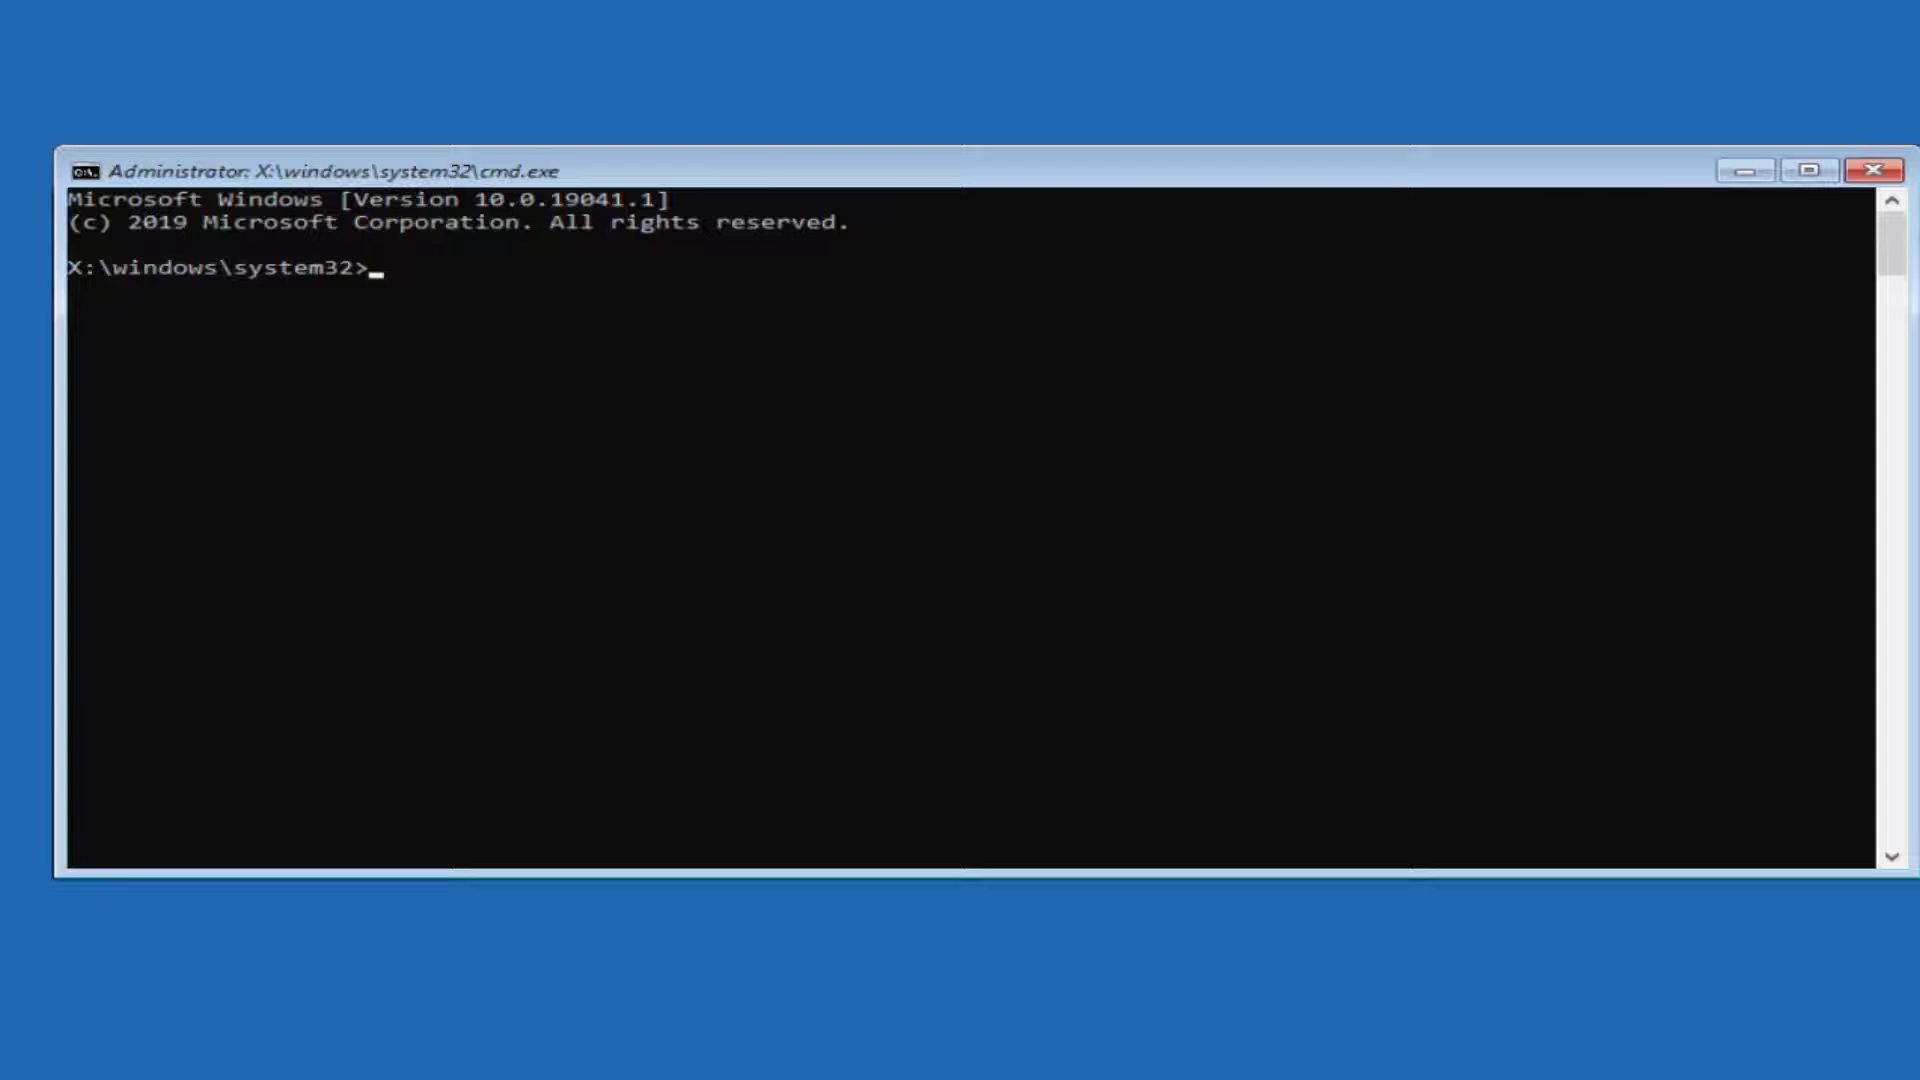 Administrator: X:\windows\system32\cmd.exe
Microsoft Windows [Version 10.0.19041.1]
(c) 2019 Microsoft Corporation. All rights reserved.
X:\windows\system32>